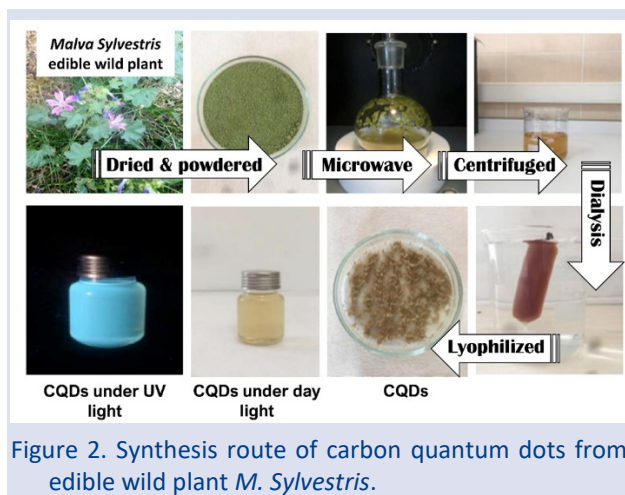 Malva Sylvestris
edible wild plant
Dried & powdered
Microwave
Centrifuged
Dialysis
Lyophilized
CQDs under UV
light
CQDs under day
light
CQDs
Figure 2. Synthesis route of carbon quantum dots from
edible wild plant M. Sylvestris.